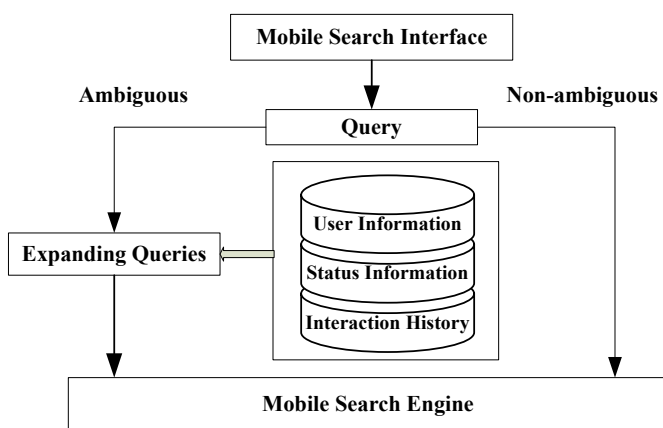 Mobile Search Interface
Ambiguous
Non-ambiguous
Query
User Information
Expanding Queries
Status Information
Interaction History
Mobile Search Engine